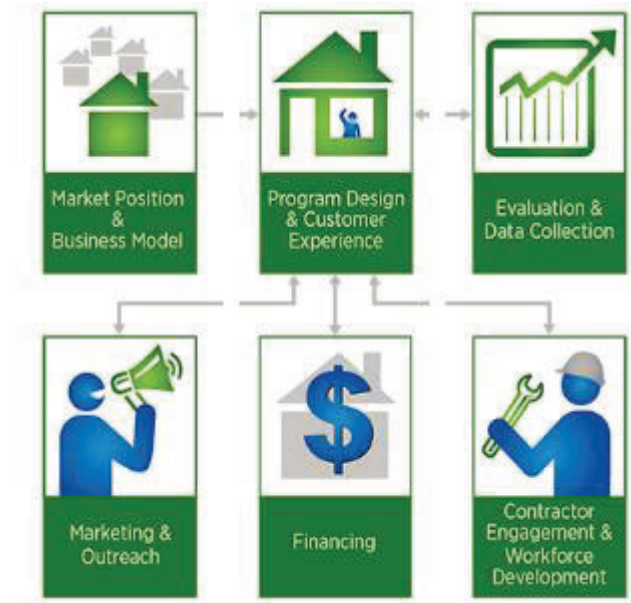 Market Position
&
Business Model
Program Design
& Customer
Experience
Evaluation &
Data Collection
Marketing &
Outreach
$
Financing
Contractor
Engagement &
Workforce
Development